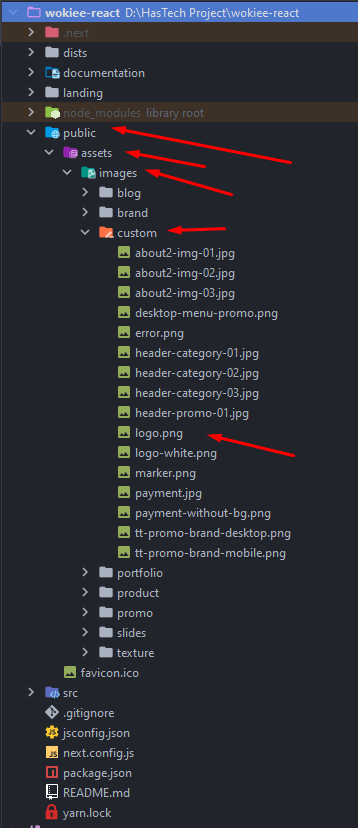 wokiee-react D:\HasTech Project\wokiee-react
.next
dists
documentation
landing
node_modules library root
public
assets
images
blog
brand
custom
about2-img-01.jpg
about2-img-02.jpg
about2-img-03.jpg
desktop-menu-promo.png
error.png
header-category-01.jpg
header-category-02.jpg
header-category-03.jpg
header-promo-01.jpg
logo.png
logo-white.png
marker.png
payment.jpg
payment-without-bg.png
tt-promo-brand-desktop.png
tt-promo-brand-mobile.png
portfolio
product
promo
slides
texture
favicon.ico
src
.gitignore
jsconfig.json
next.config.js
package.json
README.md
yarn.lock